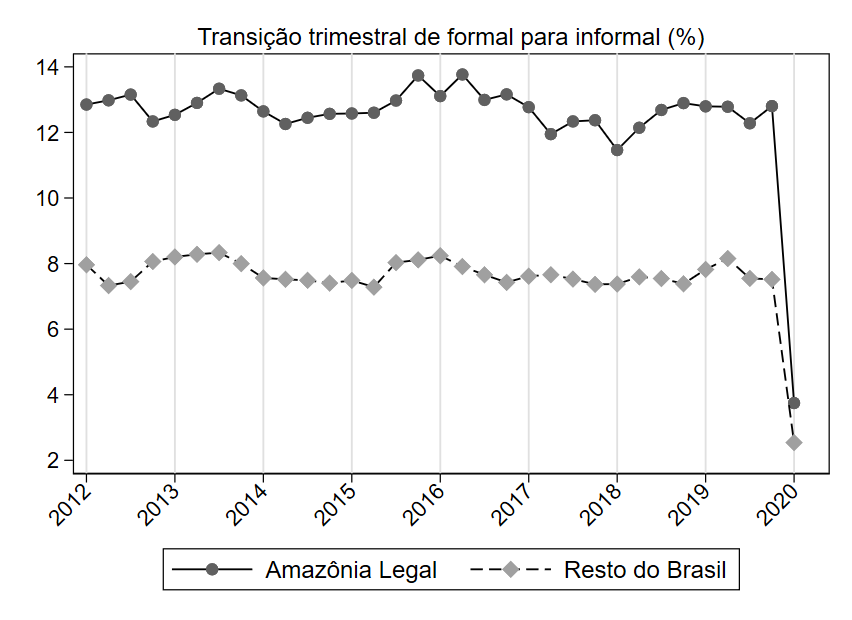 Transição trimestral de formal para informal (%)
14
12
10
8
6
4
2
2012 2013 2014 2015 2016 2017 2018 2019 2020
Amazônia Legal Resto do Brasil